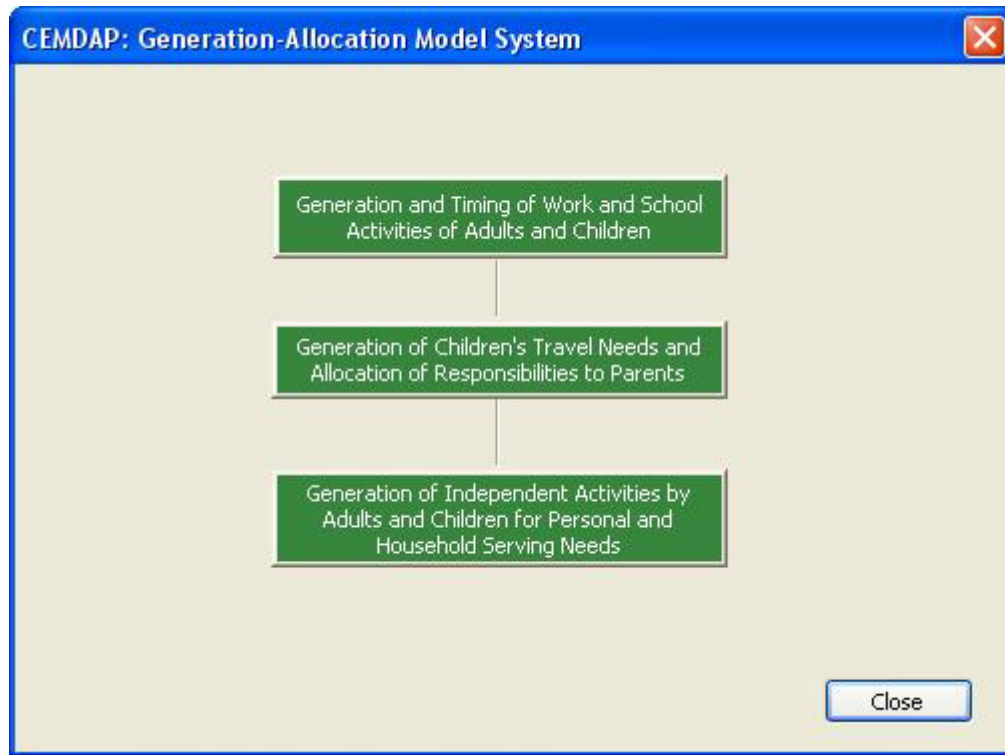 CEMDAP: Generation-Allocation Model System
Generation and Timing of Work and School
Activities of Adults and Children
Generation of Children's Travel Needs and
Allocation of Responsibilities to Parents
Generation of Independent Activities by
Adults and Children for Personal and
Household Serving Needs
Close